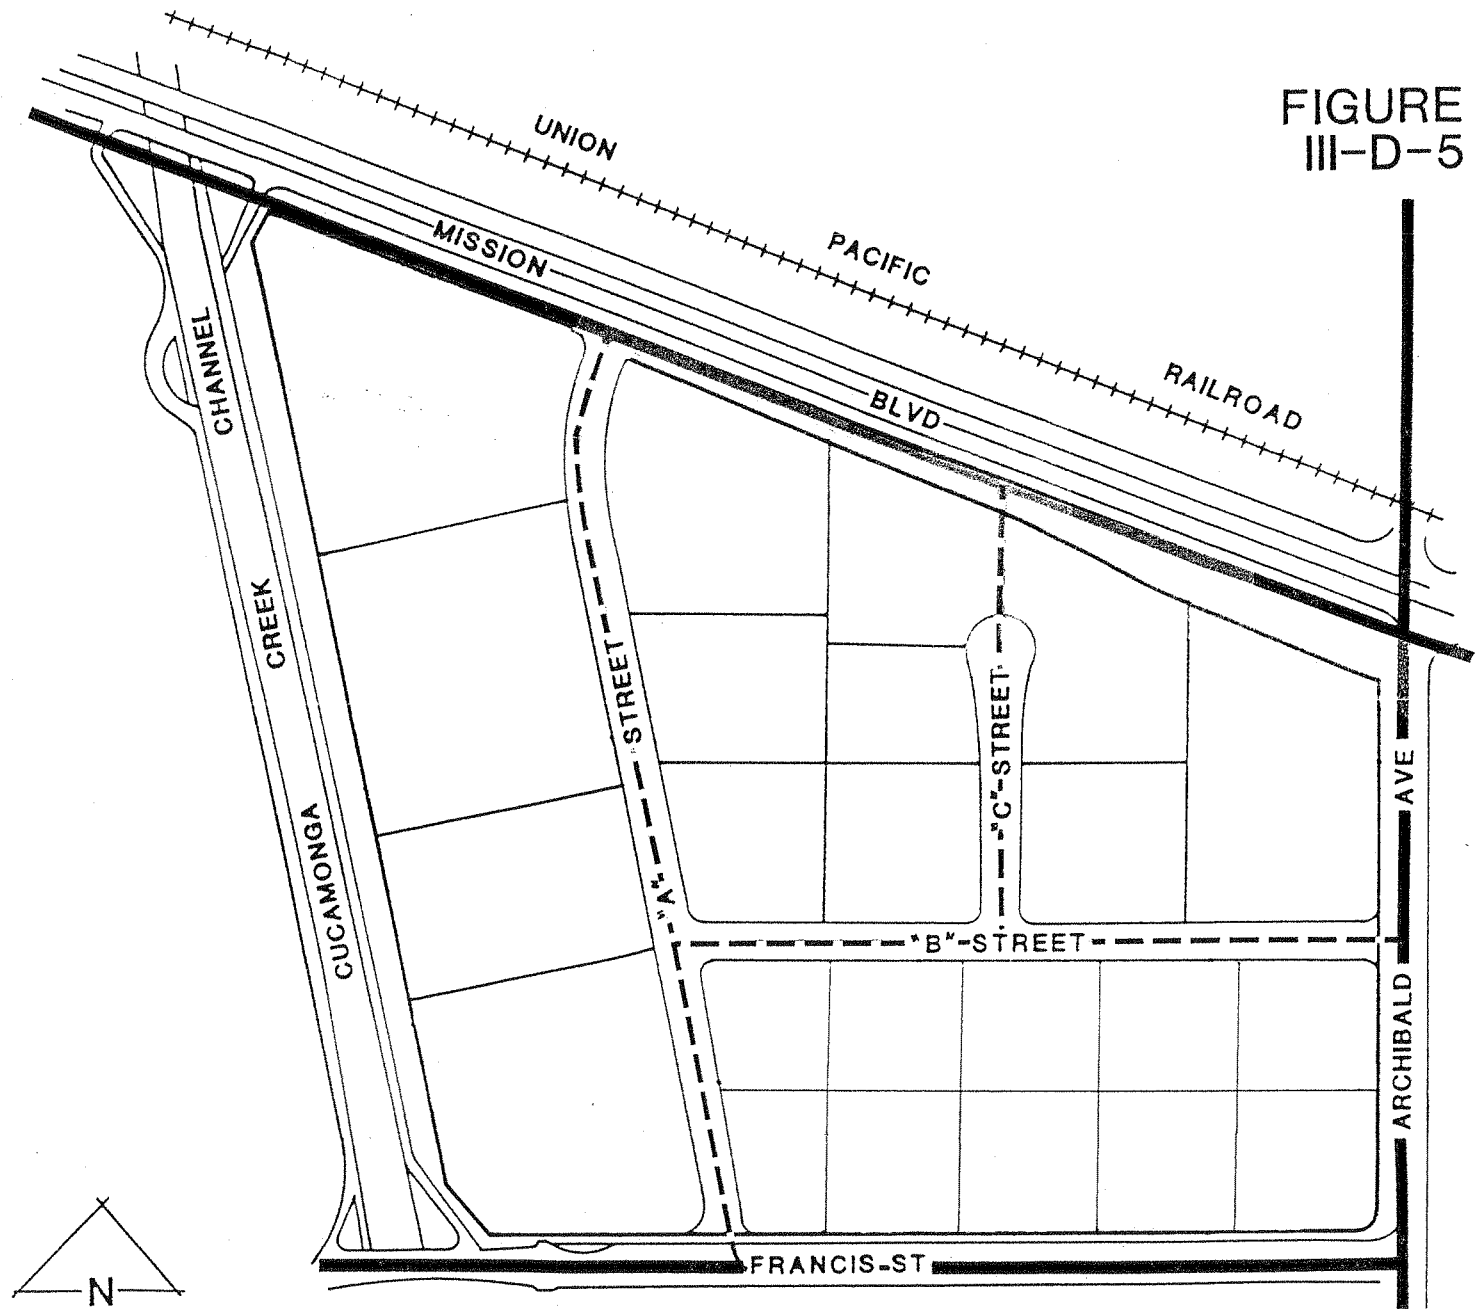 FIGURE
III-D-5
UNION
PACIFIC
RAILROAD
MISSION
BLVD
CHANNEL
CREEK
CUCAMONGA
STREET
"A"
"C" STREET
"B" STREET
AVE
ARCHIBALD
FRANCIS ST
N